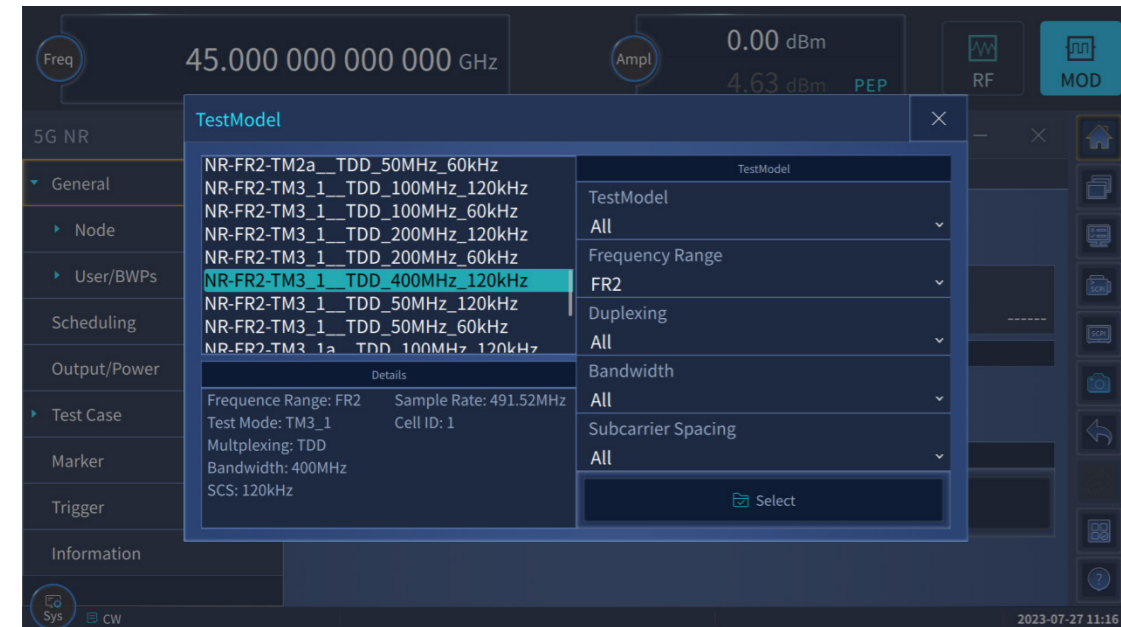 Freq
45.000 000 000 000 GHz
Ampl
0.00 dBm
4.63 dBm PEP
RF
MOD
5G NR
TestModel
General
Node
User/BWPs
Scheduling
Output/Power
Test Case
Marker
Trigger
Information
NR-FR2-TM2a__TDD_50MHz_60kHz
NR-FR2-TM3_1__TDD_100MHz_120kHz
NR-FR2-TM3_1__TDD_100MHz_60kHz
NR-FR2-TM3_1__TDD_200MHz_120kHz
NR-FR2-TM3_1__TDD_200MHz_60kHz
NR-FR2-TM3_1__TDD_400MHz_120kHz
NR-FR2-TM3_1__TDD_50MHz_120kHz
NR-FR2-TM3_1__TDD_50MHz_60kHz
NR-FR2-TM3_1a__TDD_100MHz_120kHz
Details
Frequence Range: FR2 Sample Rate: 491.52MHz
Test Mode: TM3_1 Cell ID: 1
Multplexing: TDD
Bandwidth: 400MHz
SCS: 120kHz
TestModel
TestModel
All
Frequency Range
FR2
Duplexing
All
Bandwidth
All
Subcarrier Spacing
All
Select
------
SCPI
SCPI
Sys
CW
2023-07-27 11:16